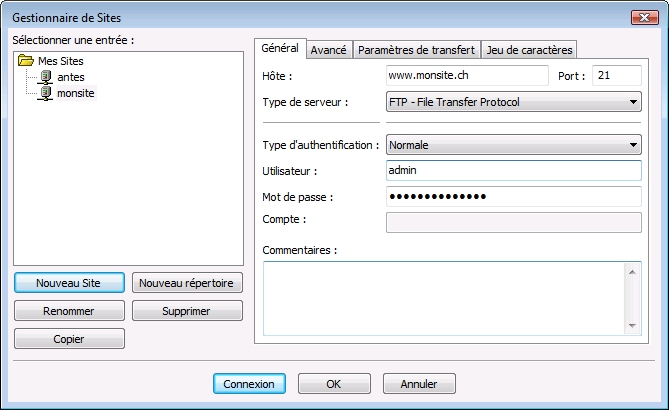 Gestionnaire de Sites
Sélectionner une entrée :
Mes Sites
antes
monsite
Nouveau Site
Nouveau répertoire
Renommer
Supprimer
Copier
Général
Avancé
Paramètres de transfert
Jeu de caractères
Hôte :
www.monsite.ch
Port :
21
Type de serveur :
FTP - File Transfer Protocol
Type d'authentification :
Normale
Utilisateur :
admin
Mot de passe :
●●●●●●●●●●●●●●
Compte :
Commentaires :
Connexion
OK
Annuler